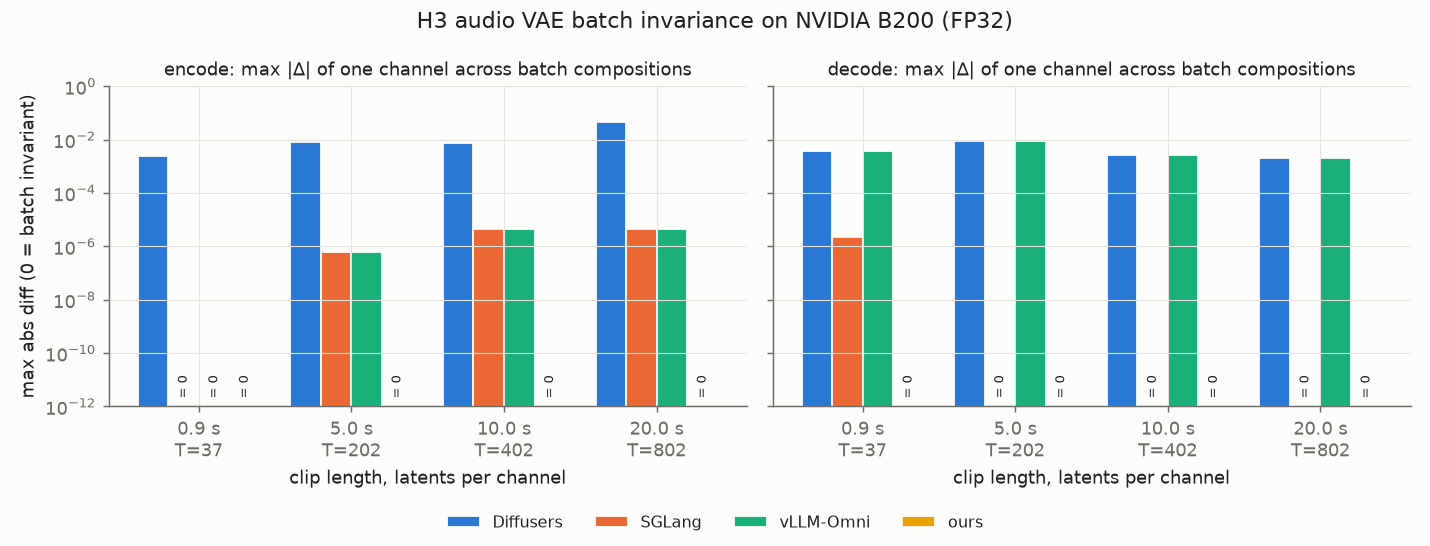 H3 audio VAE batch invariance on NVIDIA B200 (FP32)
encode: max |Δ| of one channel across batch compositions
decode: max |Δ| of one channel across batch compositions
max abs diff (0 = batch invariant)
10⁰
10⁻²
10⁻⁴
10⁻⁶
10⁻⁸
10⁻¹⁰
10⁻¹²
= 0
= 0
= 0
= 0
= 0
= 0
= 0
= 0
= 0
= 0
= 0
= 0
= 0
0.9 s
T=37
5.0 s
T=202
10.0 s
T=402
20.0 s
T=802
clip length, latents per channel
0.9 s
T=37
5.0 s
T=202
10.0 s
T=402
20.0 s
T=802
clip length, latents per channel
Diffusers
SGLang
vLLM-Omni
ours